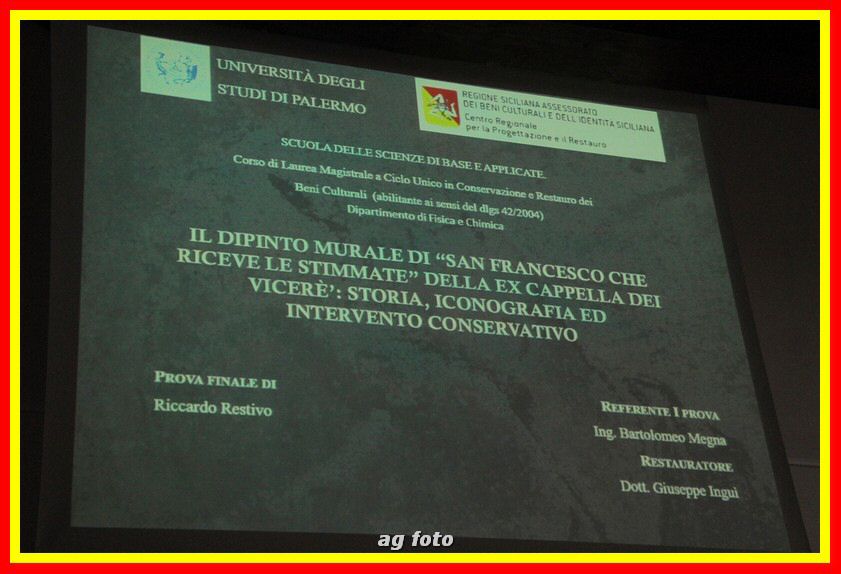 UNIVERSITÀ DEGLI
STUDI DI PALERMO
REGIONE SICILIANA ASSESSORATO
DEI BENI CULTURALI E DELL'IDENTITÀ SICILIANA
Centro Regionale
per la Progettazione e il Restauro
SCUOLA DELLE SCIENZE DI BASE E APPLICATE.
Corso di Laurea Magistrale a Ciclo Unico in Conservazione e Restauro dei
Beni Culturali (abilitante ai sensi del dlgs 42/2004)
Dipartimento di Fisica e Chimica
IL DIPINTO MURALE DI “SAN FRANCESCO CHE
RICEVE LE STIMMATE” DELLA EX CAPPELLA DEI
VICERÈ’: STORIA, ICONOGRAFIA ED
INTERVENTO CONSERVATIVO
PROVA FINALE DI
Riccardo Restivo
REFERENTE I PROVA
Ing. Bartolomeo Megna
RESTAURATORE
Dott. Giuseppe Inguì
ag foto